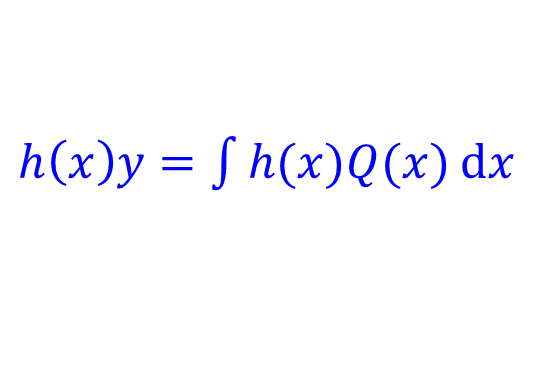 h(x)y = ∫ h(x)Q(x) dx